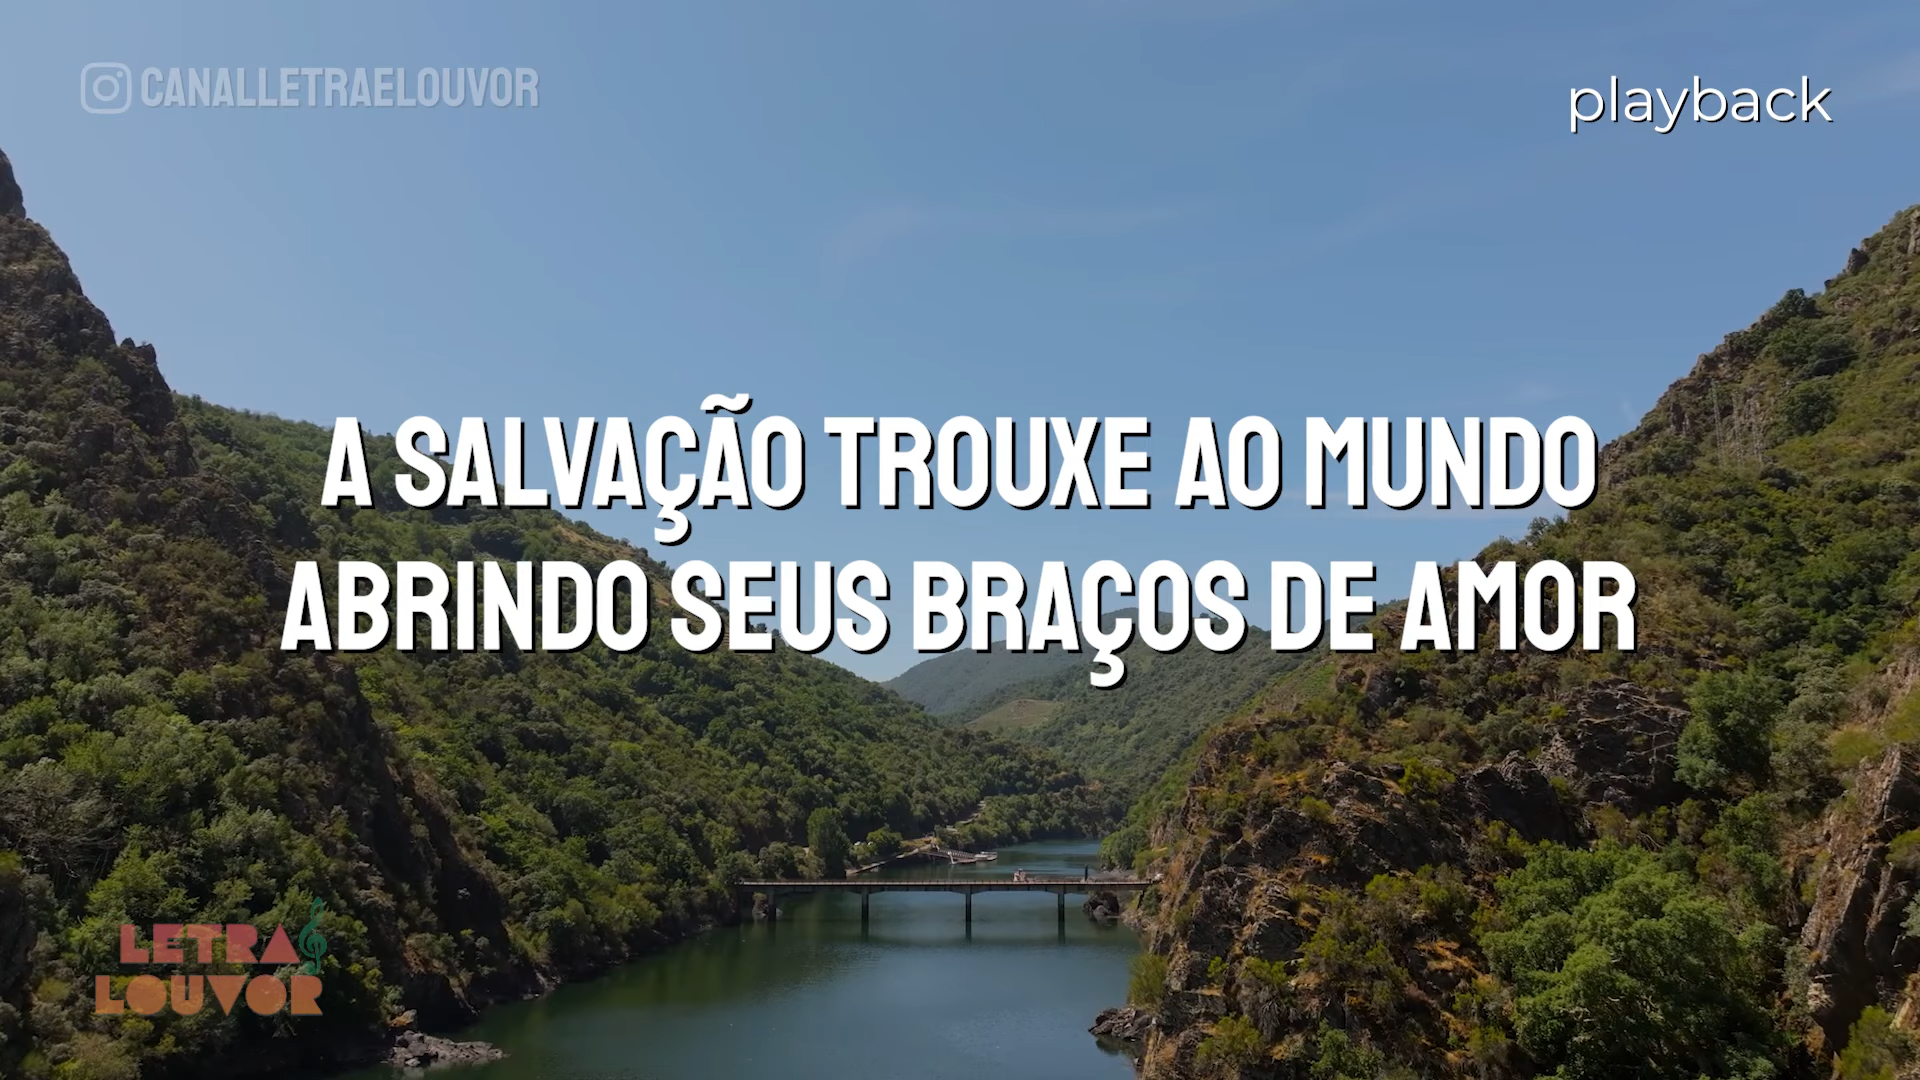 CANALLETRAELOUVOR
playback
A SALVAÇÃO TROUXE AO MUNDO
ABRINDO SEUS BRAÇOS DE AMOR
LETRA
LOUVOR